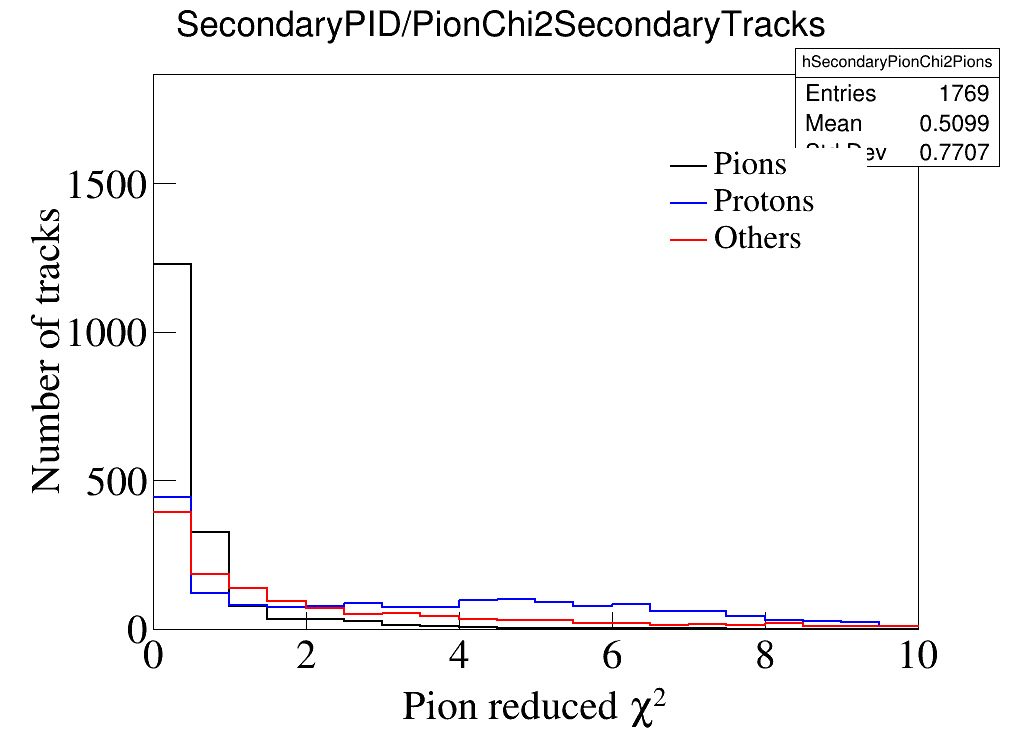 SecondaryPID/PionChi2SecondaryTracks
hSecondaryPionChi2Pions
Entries 1769
Mean 0.5099
Dev 0.7707
Pions
Protons
Others
Number of tracks
1500
1000
500
0
0 2 4 6 8 10
Pion reduced χ²